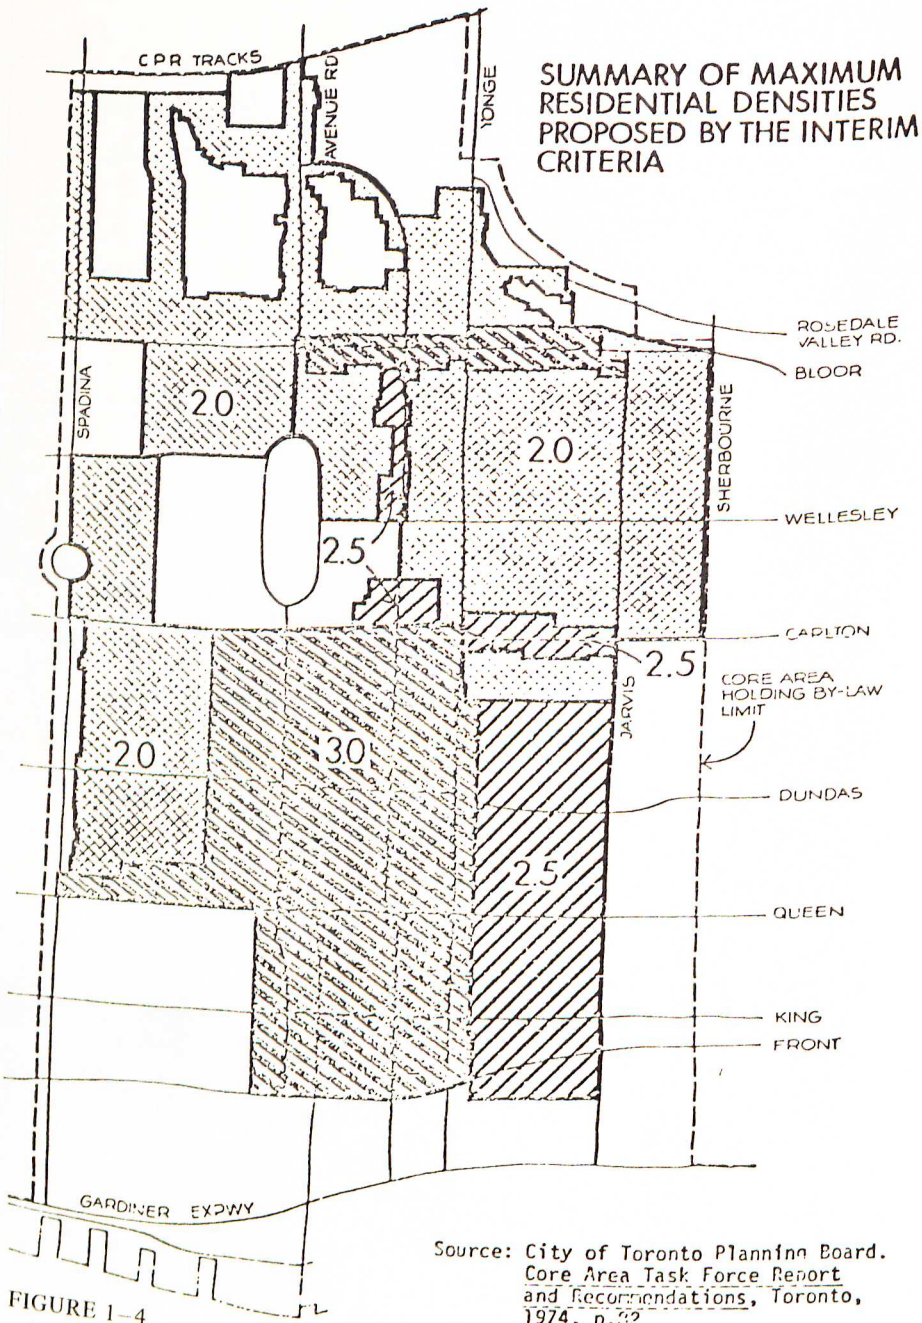 SUMMARY OF MAXIMUM
RESIDENTIAL DENSITIES
PROPOSED BY THE INTERIM
CRITERIA
CPR TRACKS
AVENUE RD
YONGE
ROSEDALE
VALLEY RD.
BLOOR
SPADINA
2.0
2.0
SHERBOURNE
WELLESLEY
2.5
CARLTON
2.5
JARVIS
CORE AREA
HOLDING BY-LAW
LIMIT
2.0
3.0
DUNDAS
2.5
QUEEN
KING
FRONT
GARDINER EXPWY
Source: City of Toronto Planning Board.
Core Area Task Force Report
and Recommendations, Toronto,
1974, p.
FIGURE 1-4